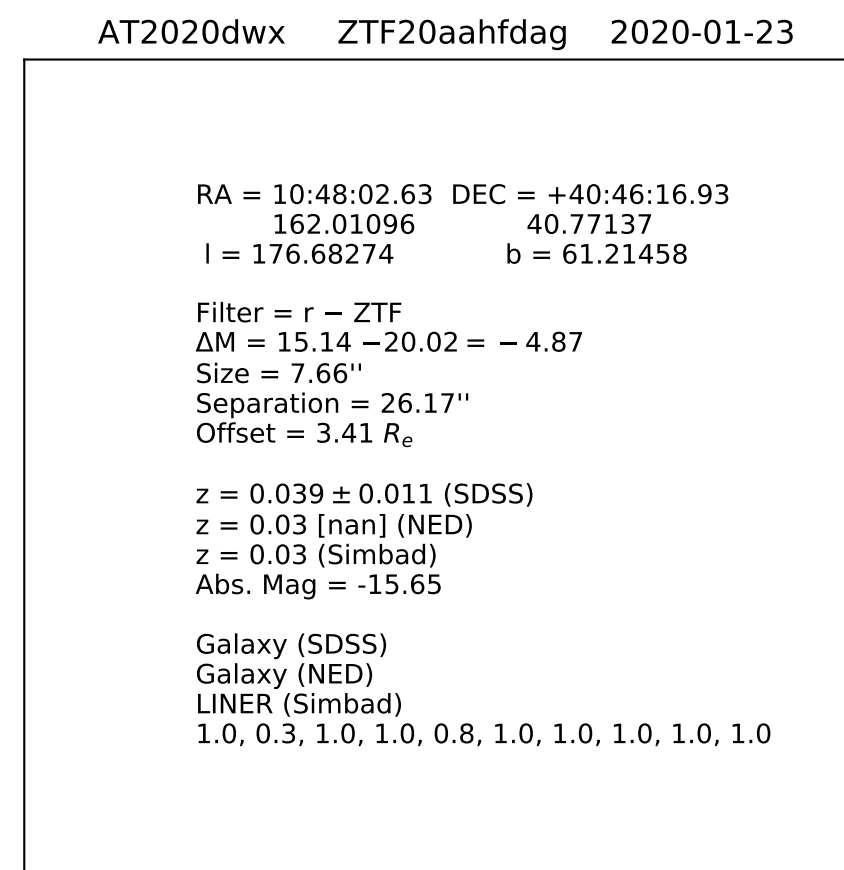 AT2020dwx ZTF20aahfdag 2020-01-23
RA = 10:48:02.63 DEC = +40:46:16.93
162.01096 40.77137
l = 176.68274 b = 61.21458
Filter = r − ZTF
ΔM = 15.14 −20.02 = − 4.87
Size = 7.66''
Separation = 26.17''
Offset = 3.41 Re
z = 0.039 ± 0.011 (SDSS)
z = 0.03 [nan] (NED)
z = 0.03 (Simbad)
Abs. Mag = -15.65
Galaxy (SDSS)
Galaxy (NED)
LINER (Simbad)
1.0, 0.3, 1.0, 1.0, 0.8, 1.0, 1.0, 1.0, 1.0, 1.0